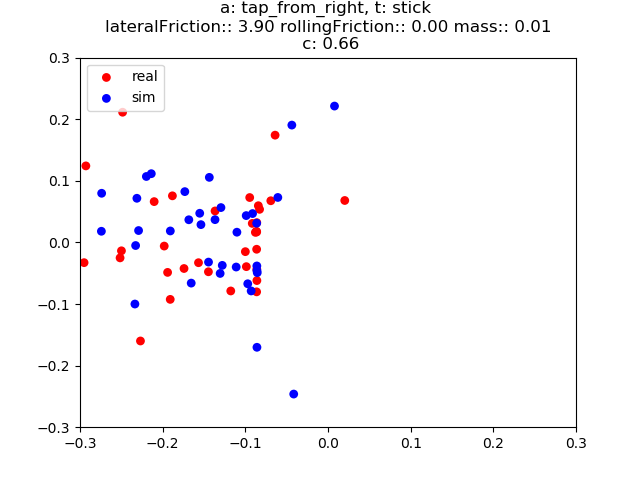 a: tap_from_right, t: stick
lateralFriction:: 3.90 rollingFriction:: 0.00 mass:: 0.01
c: 0.66
real
sim
0.3
0.2
0.1
0.0
−0.1
−0.2
−0.3
−0.3 −0.2 −0.1 0.0 0.1 0.2 0.3